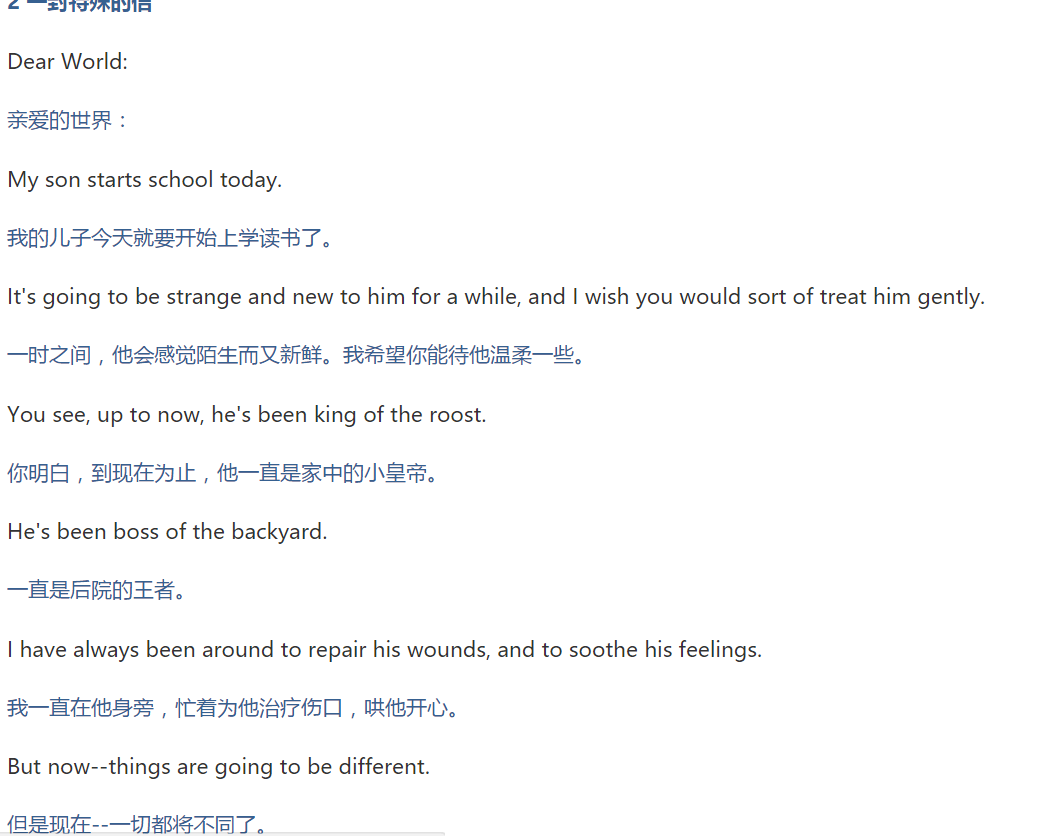 2 一封特殊的信
Dear World:
亲爱的世界：
My son starts school today.
我的儿子今天就要开始上学读书了。
It's going to be strange and new to him for a while, and I wish you would sort of treat him gently.
一时之间，他会感觉陌生而又新鲜。我希望你能待他温柔一些。
You see, up to now, he's been king of the roost.
你明白，到现在为止，他一直是家中的小皇帝。
He's been boss of the backyard.
一直是后院的王者。
I have always been around to repair his wounds, and to soothe his feelings.
我一直在他身旁，忙着为他治疗伤口，哄他开心。
But now--things are going to be different.
但是现在--一切都将不同了。